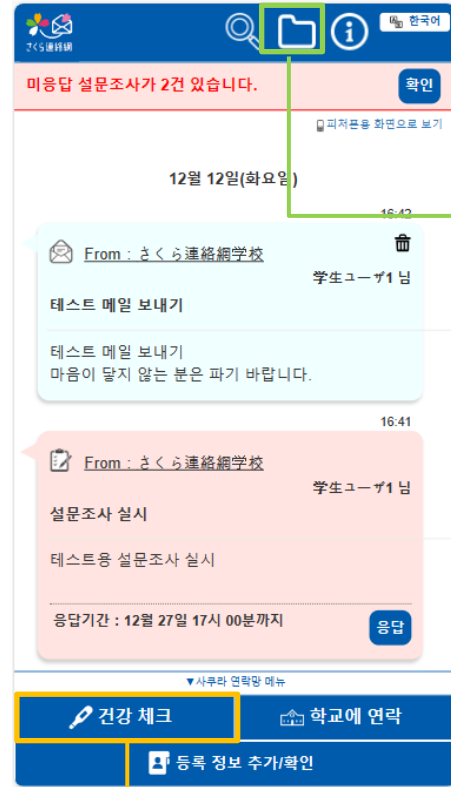 さくら連絡網
한국어
미응답 설문조사가 2건 있습니다.
확인
피저폰용 화면으로 보기
12월 12일(화요일)
16:42
From : さくら連絡網学校
学生ユーザ1 님
테스트 메일 보내기
테스트 메일 보내기
마음이 닿지 않는 분은 파기 바랍니다.
16:41
From : さくら連絡網学校
学生ユーザ1 님
설문조사 실시
테스트용 설문조사 실시
응답기간 : 12월 27일 17시 00분까지
응답
▼사쿠라 연락망 메뉴
건강 체크
학교에 연락
등록 정보 추가/확인